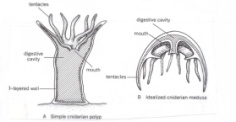 tentacles
digestive
cavity
mouth
3-layered wall
A Simple cnidarian polyp
digestive cavity
mouth
tentacles
B Idealized cnidarian medusa